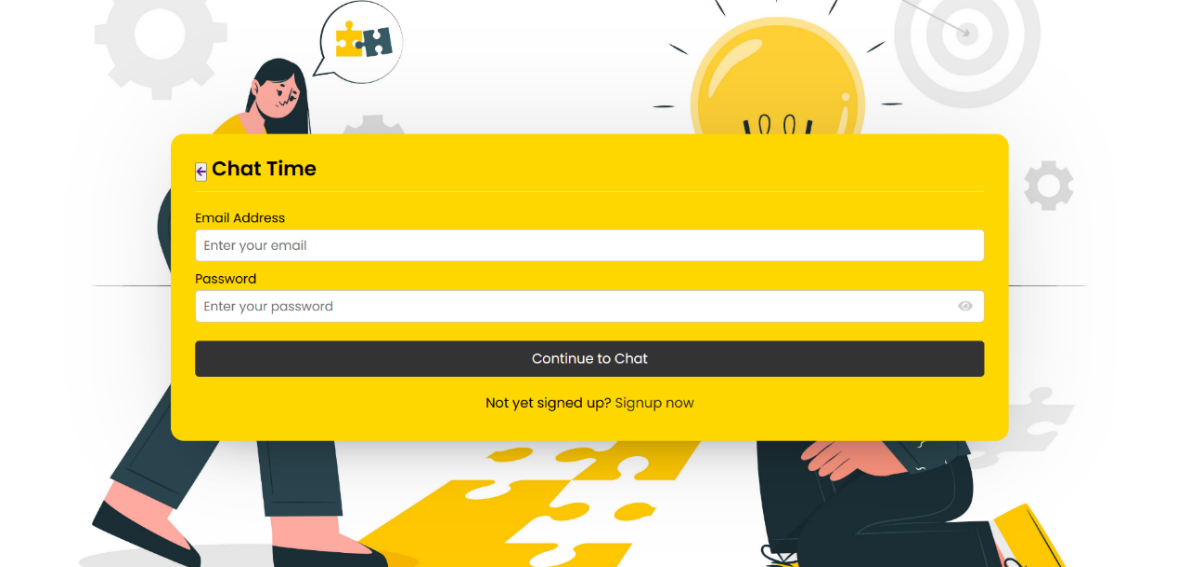 Chat Time
Email Address
Enter your email
Password
Enter your password
Continue to Chat
Not yet signed up? Signup now